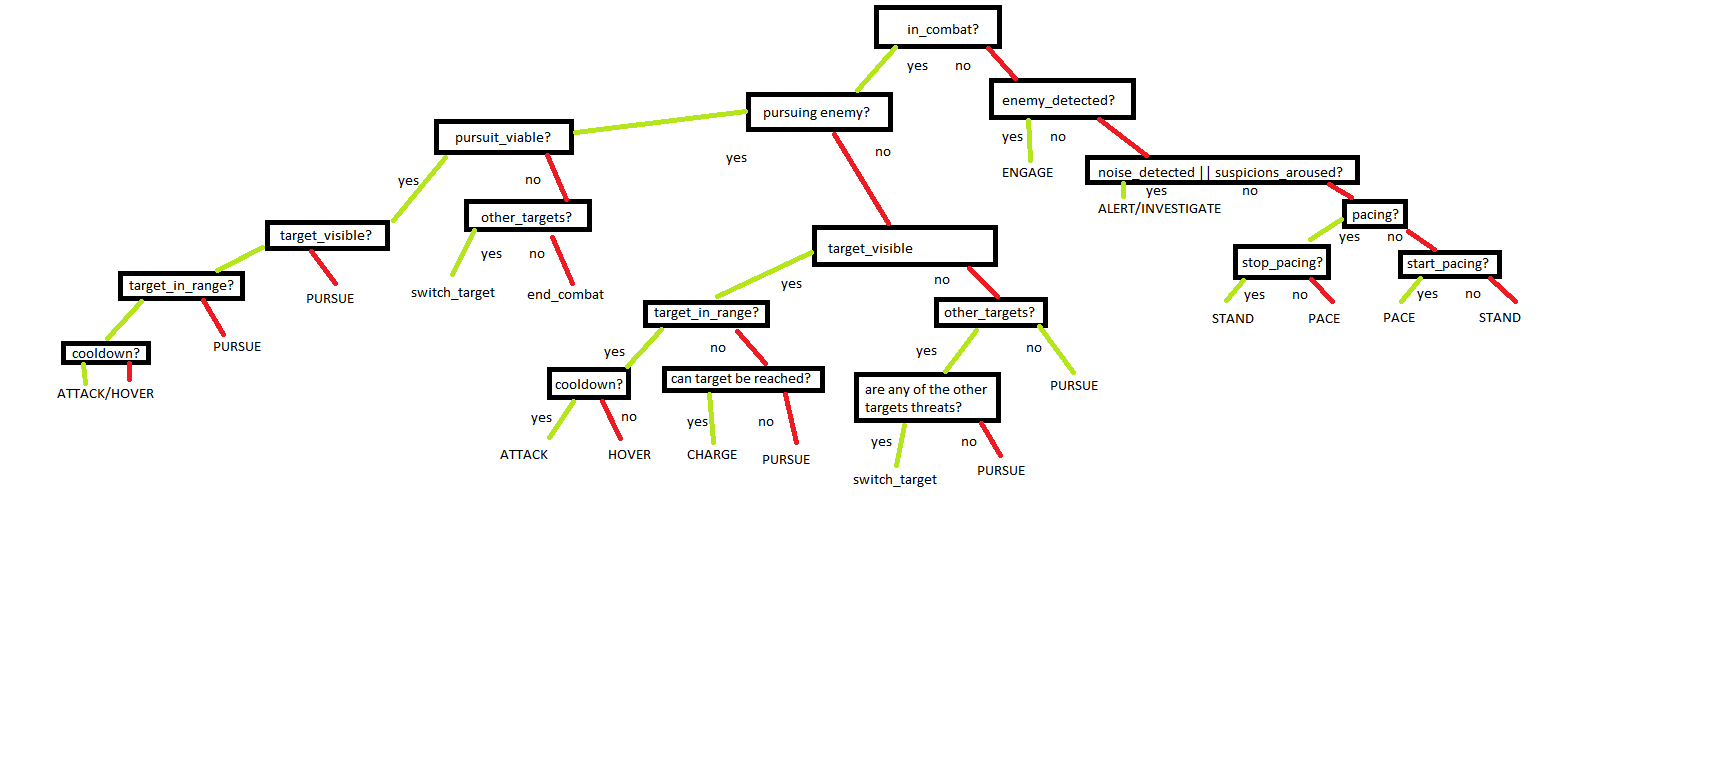 in_combat?
yes
no
enemy_detected?
pursuing enemy?
pursuit_viable?
yes
no
yes
no
ENGAGE
noise_detected || suspicions_aroused?
yes
no
ALERT/INVESTIGATE
yes
no
pacing?
yes
no
other_targets?
target_visible?
yes
no
target_visible
stop_pacing?
start_pacing?
switch_target
end_combat
PURSUE
target_in_range?
yes
no
yes
no
yes
no
STAND
PACE
PACE
STAND
target_in_range?
other_targets?
PURSUE
cooldown?
yes
no
yes
no
ATTACK/HOVER
cooldown?
can target be reached?
are any of the other
targets threats?
PURSUE
yes
no
yes
no
yes
no
ATTACK
HOVER
CHARGE
PURSUE
switch_target
PURSUE